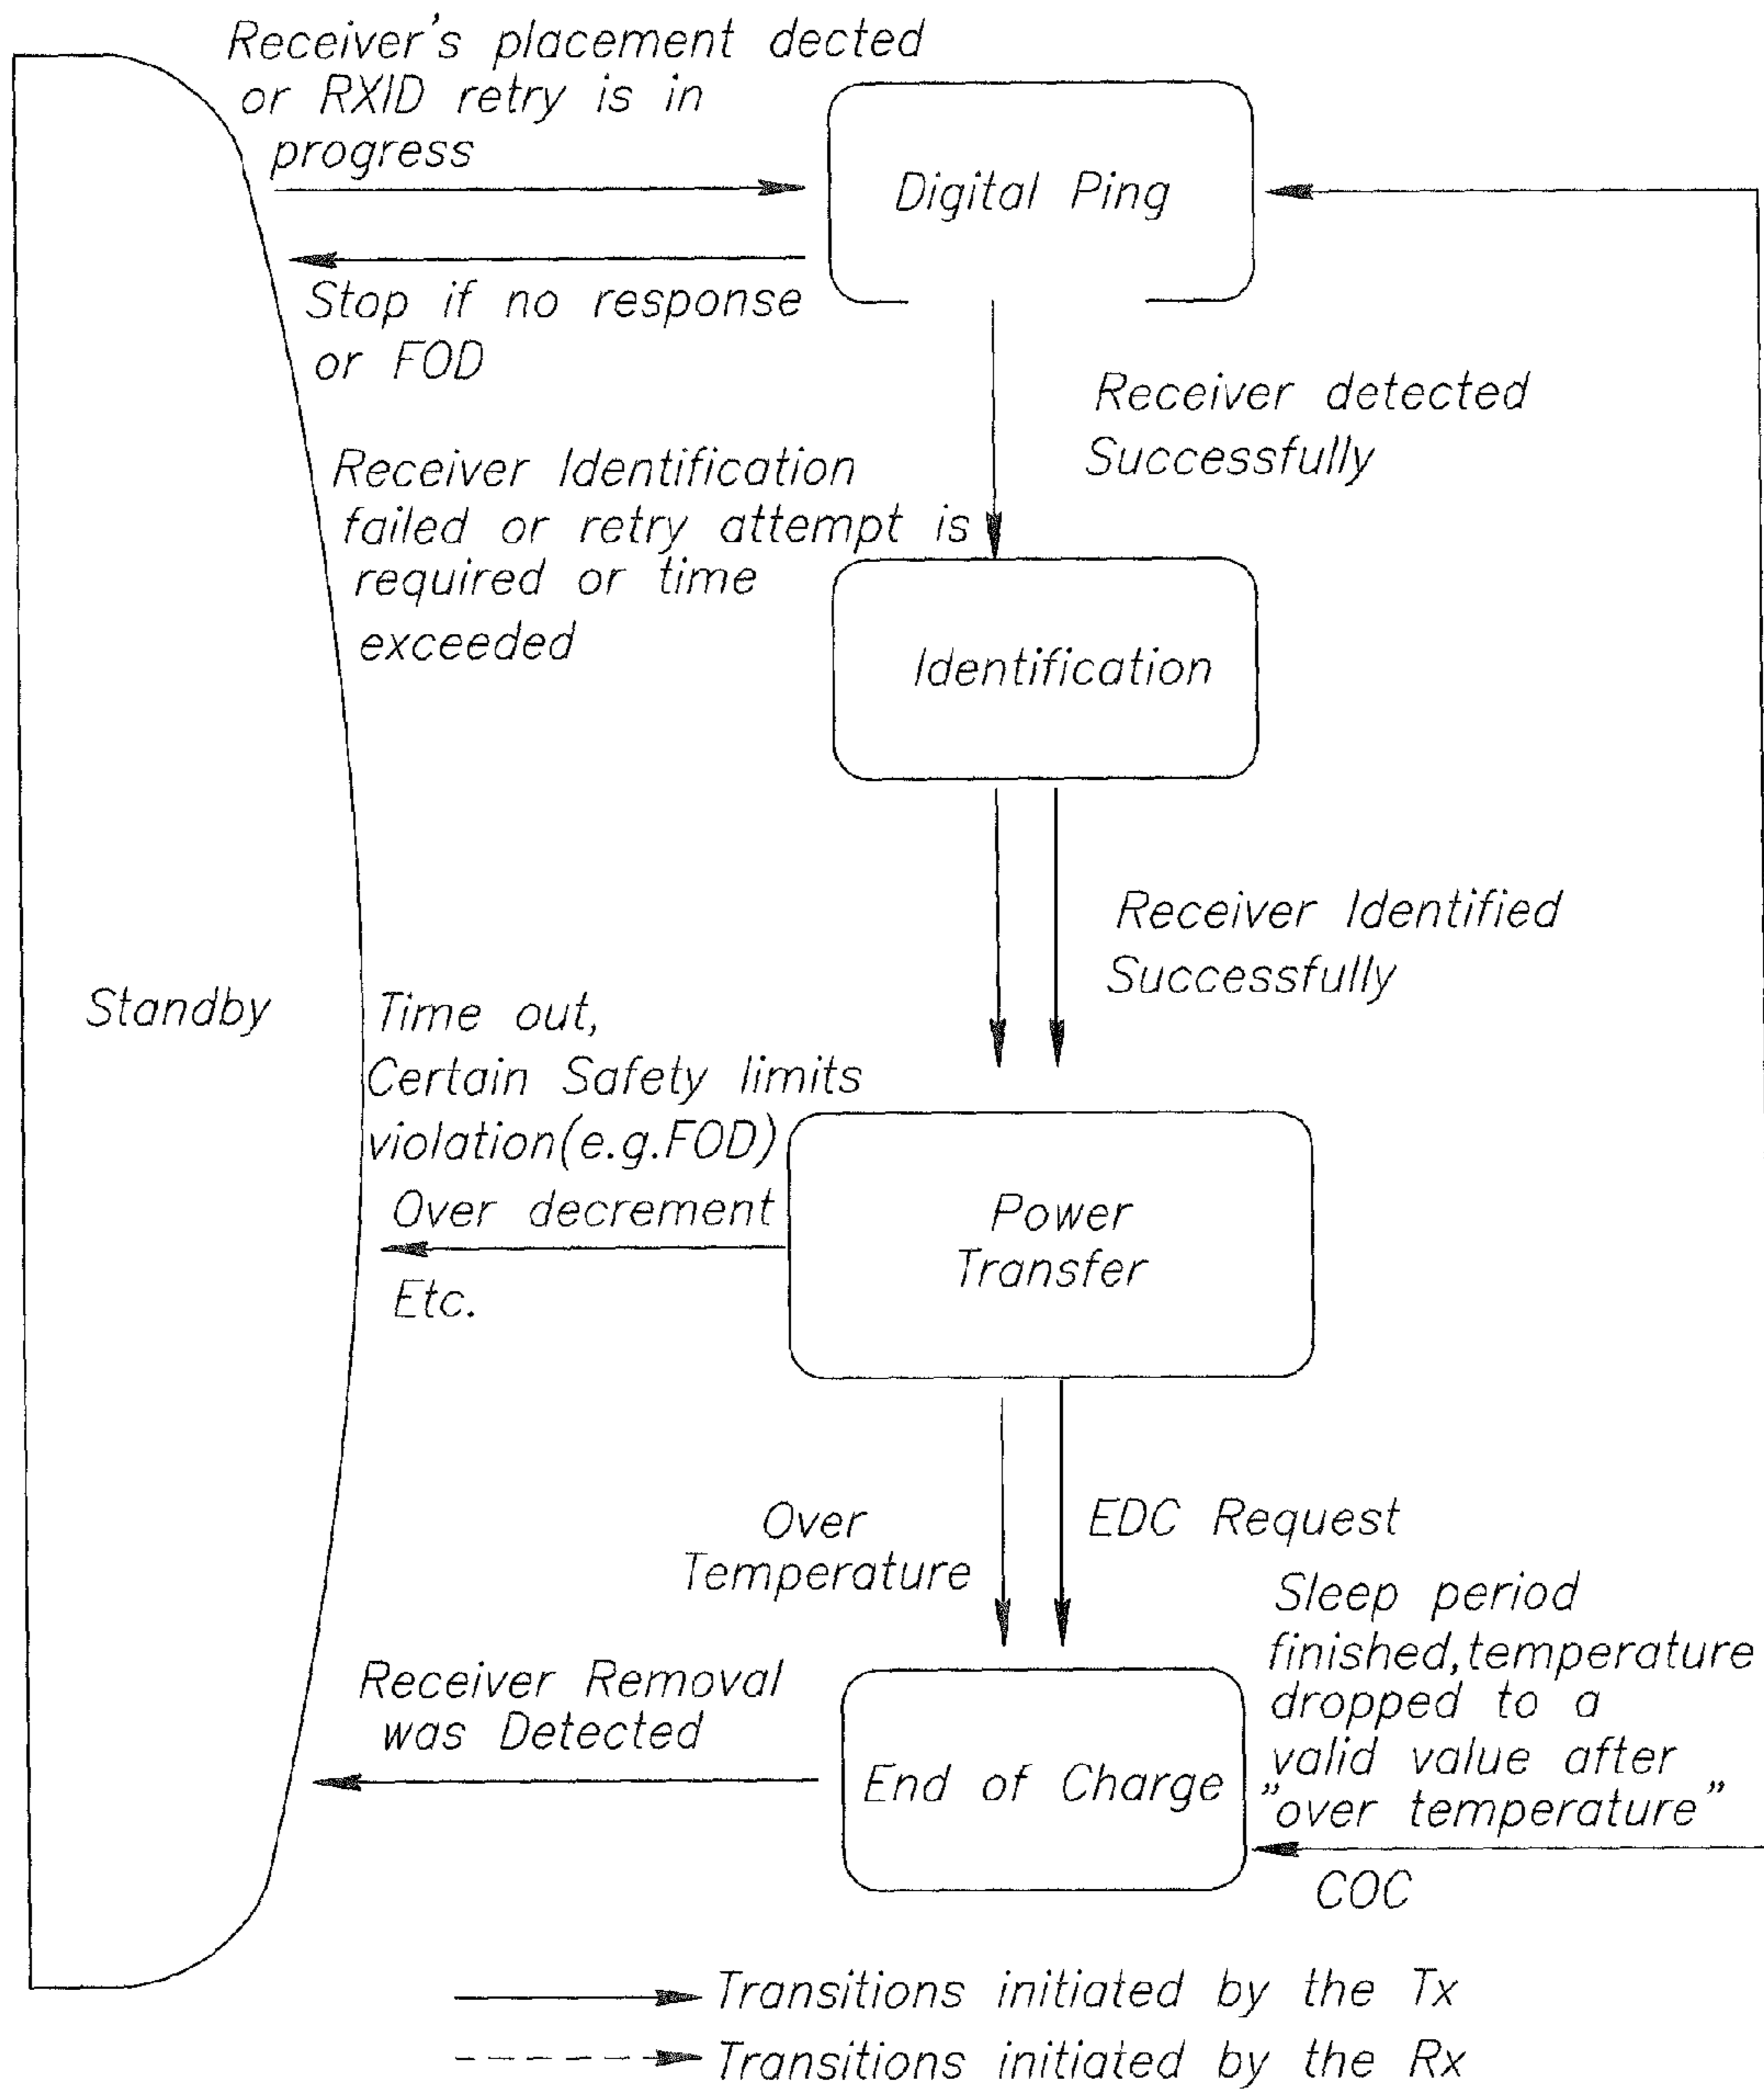 Receiver's placement dected
or RXID retry is in
progress
Digital Ping
Stop if no response
or FOD
Receiver detected
Successfully
Receiver Identification
failed or retry attempt is
required or time
exceeded
Identification
Receiver Identified
Successfully
Standby
Time out,
Certain Safety limits
violation(e.g.FOD)
Over decrement
Etc.
Power
Transfer
Over
Temperature
EDC Request
Sleep period
finished,temperature
dropped to a
valid value after
"over temperature"
COC
Receiver Removal
was Detected
End of Charge
Transitions initiated by the Tx
Transitions initiated by the Rx